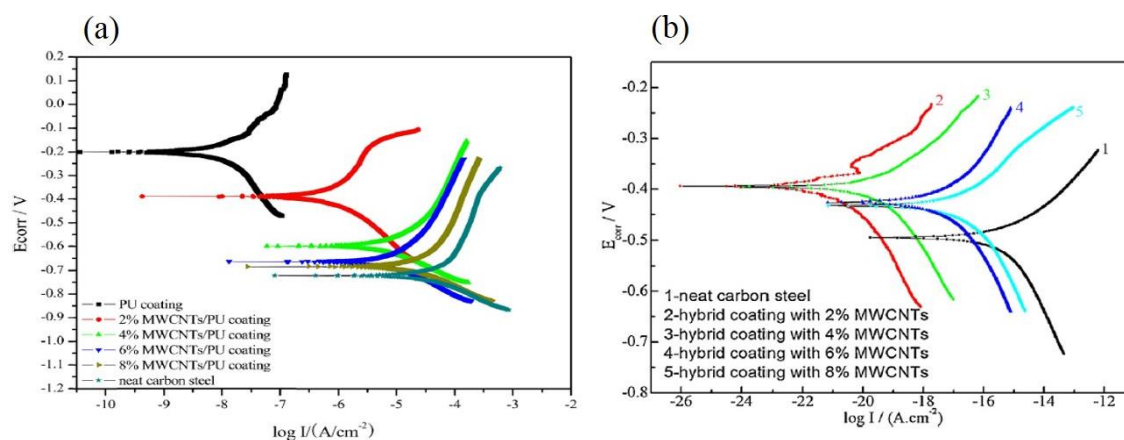 (a)
0.2
0.1
0.0
-0.1
-0.2
-0.3
-0.4
-0.5
-0.6
-0.7
-0.8
-0.9
-1.0
-1.1
-1.2
Ecorr / V
PU coating
2% MWCNTs/PU coating
4% MWCNTs/PU coating
6% MWCNTs/PU coating
8% MWCNTs/PU coating
neat carbon steel
-10 -9 -8 -7 -6 -5 -4 -3 -2
log I/(A/cm⁻²)
(b)
-0.2
-0.3
-0.4
-0.5
-0.6
-0.7
-0.8
E corr / V
2 3 4 5 1
1-neat carbon steel
2-hybrid coating with 2% MWCNTs
3-hybrid coating with 4% MWCNTs
4-hybrid coating with 6% MWCNTs
5-hybrid coating with 8% MWCNTs
-26 -24 -22 -20 -18 -16 -14 -12
log I / (A.cm⁻²)